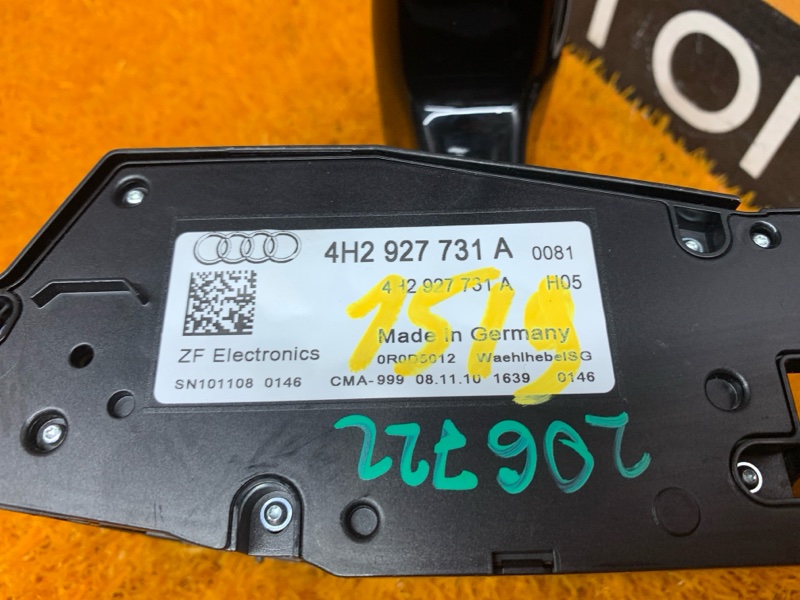 4H2 927 731 A 0081
4H2 927 731 A H05
1519
Made in Germany
ZF Electronics 0R0D5012 WaehlhebelSG
SN101108 0146 CMA-999 08.11.10 1639 0146
206722